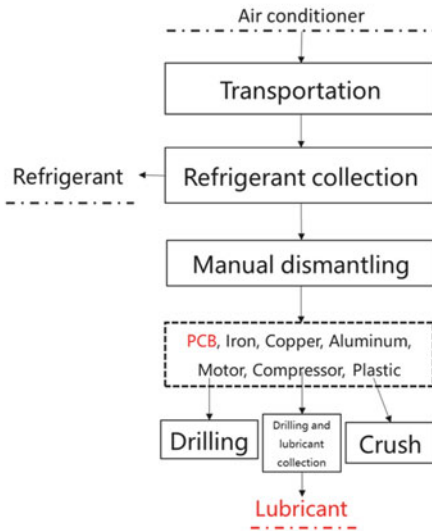 Air conditioner
Transportation
Refrigerant
Refrigerant collection
Manual dismantling
PCB, Iron, Copper, Aluminum,
Motor, Compressor, Plastic
Drilling
Drilling and
lubricant
collection
Crush
Lubricant